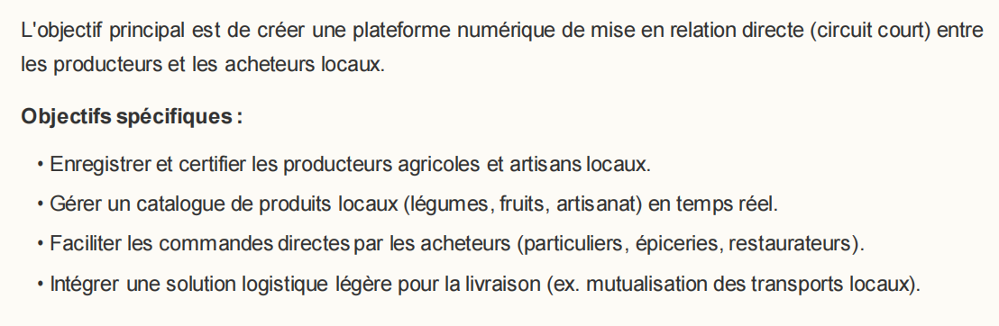 L'objectif principal est de créer une plateforme numérique de mise en relation directe (circuit court) entre
les producteurs et les acheteurs locaux.
Objectifs spécifiques :
• Enregistrer et certifier les producteurs agricoles et artisans locaux.
• Gérer un catalogue de produits locaux (légumes, fruits, artisanat) en temps réel.
• Faciliter les commandes directes par les acheteurs (particuliers, épiceries, restaurateurs).
• Intégrer une solution logistique légère pour la livraison (ex. mutualisation des transports locaux).